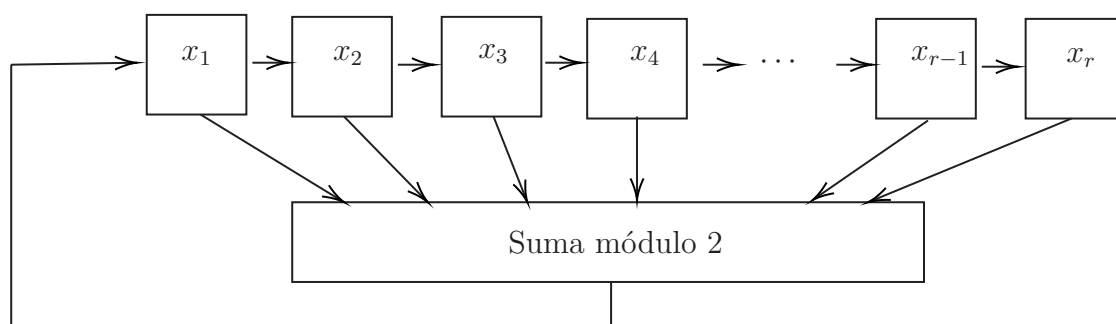 x₁ x₂ x₃ x₄ ⋯ xᵣ₋₁ xᵣ
Suma módulo 2